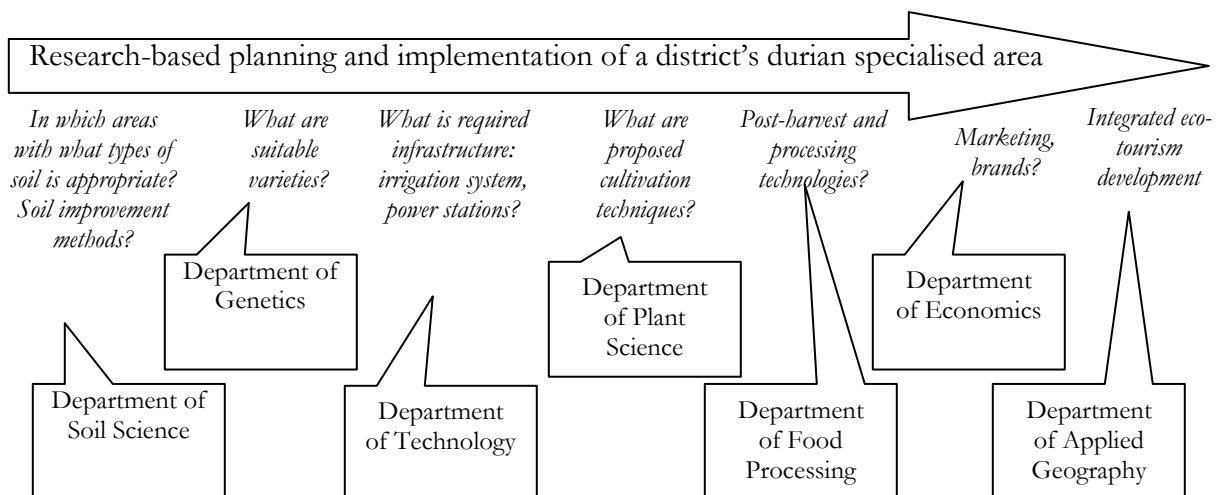 Research-based planning and implementation of a district's durian specialised area
In which areas
with what types of
soil is appropriate?
Soil improvement
methods?
What are
suitable
varieties?
What is required
infrastructure:
irrigation system,
power stations?
What are
proposed
cultivation
techniques?
Post-harvest and
processing
technologies?
Marketing,
brands?
Integrated eco-
tourism
development
Department of
Genetics
Department
of Plant
Science
Department
of Economics
Department of
Soil Science
Department
of Technology
Department
of Food
Processing
Department
of Applied
Geography